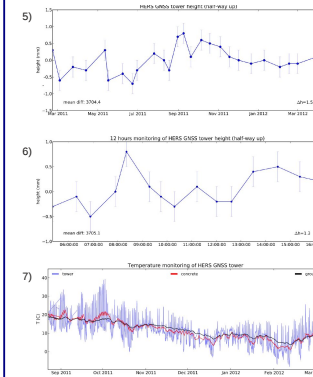 5)
HERS GNSS tower height (half-way up)
height (mm)
1.5
1.0
0.5
0.0
-0.5
-1.0
-1.5
mean diff: 3704.4
Δh=1.5
Mar 2011 May 2011 Jul 2011 Sep 2011 Nov 2011 Jan 2012 Mar 2012
6)
12 hours monitoring of HERS GNSS tower height (half-way up)
height (mm)
1.0
0.5
0.0
-0.5
-1.0
mean diff: 3705.1
Δh=1.3
06:00:00 07:00:00 08:00:00 09:00:00 10:00:00 11:00:00 12:00:00 13:00:00 14:00:00 15:00:00 16:
7)
Temperature monitoring of HERS GNSS tower
tower concrete
T (C)
40
30
20
10
0
Sep 2011 Oct 2011 Nov 2011 Dec 2011 Jan 2012 Feb 2012 Mar